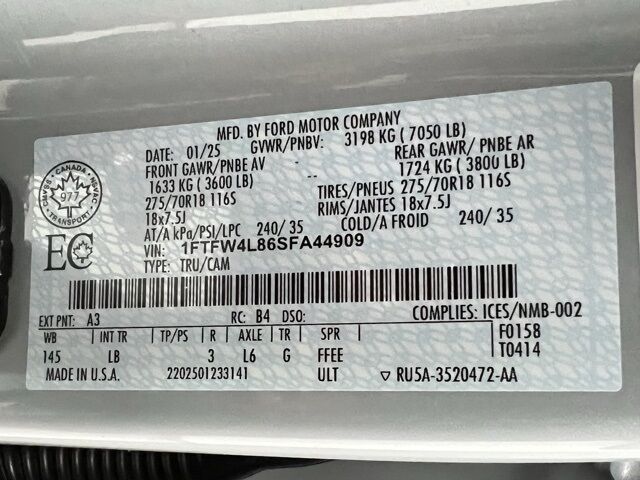 MFD. BY FORD MOTOR COMPANY
DATE: 01/25 GVWR/PNBV: 3198 KG ( 7050 LB)
FRONT GAWR/PNBE AV REAR GAWR/ PNBE AR
1633 KG ( 3600 LB) -- 1724 KG ( 3800 LB)
275/70R18 116S -- TIRES/PNEUS 275/70R18 116S
18x7.5J RIMS/JANTES 18x7.5J
AT/A kPa/PSI/LPC 240/ 35 COLD/A FROID 240/ 35
VIN: 1FTFW4L86SFA44909
TYPE: TRU/CAM
CANADA
977
EC
EXT PNT: A3 RC: B4 DSO: COMPLIES: ICES/NMB-002
WB INT TR TP/PS R AXLE TR SPR F0158
145 LB 3 L6 G FFEE T0414
MADE IN U.S.A. 2202501233141 ULT ▽ RU5A-3520472-AA